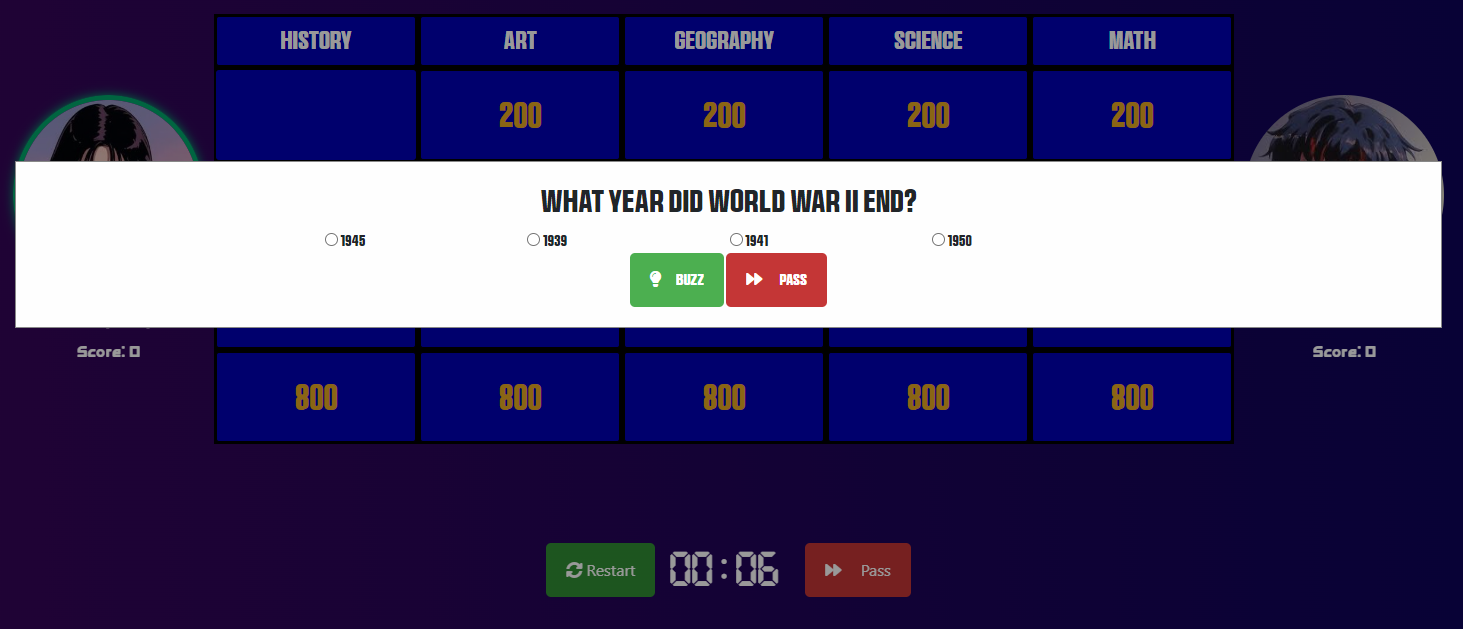 HISTORY ART GEOGRAPHY SCIENCE MATH
200 200 200 200
WHAT YEAR DID WORLD WAR II END?
1945 1939 1941 1950
BUZZ PASS
Score: 0 Score: 0
800 800 800 800 800
Restart 00:06 Pass